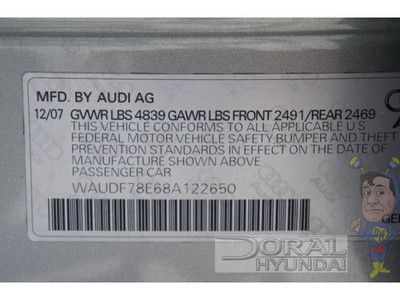 MFD. BY AUDI AG
12/07 GVWR LBS 4839 GAWR LBS FRONT 2491/REAR 2469
THIS VEHICLE CONFORMS TO ALL APPLICABLE U S
FEDERAL MOTOR VEHICLE SAFETY BUMPER AND THEFT
PREVENTION STANDARDS IN EFFECT ON THE DATE OF
MANUFACTURE SHOWN ABOVE
PASSENGER CAR
WAUDF78E68A122650
DORAL
HYUNDAI